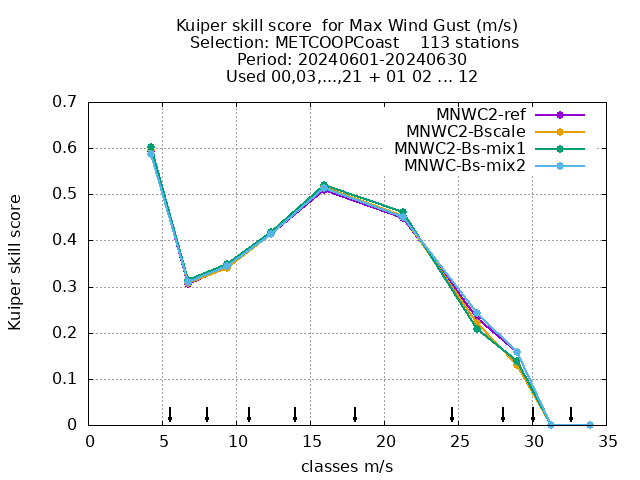 Kuiper skill score  for Max Wind Gust (m/s)
Selection: METCOOPCoast    113 stations
Period: 20240601-20240630
Used 00,03,...,21 + 01 02 ... 12
MNWC2-ref
MNWC2-Bscale
MNWC2-Bs-mix1
MNWC-Bs-mix2
Kuiper skill score
0.7
0.6
0.5
0.4
0.3
0.2
0.1
0
0 5 10 15 20 25 30 35
classes m/s